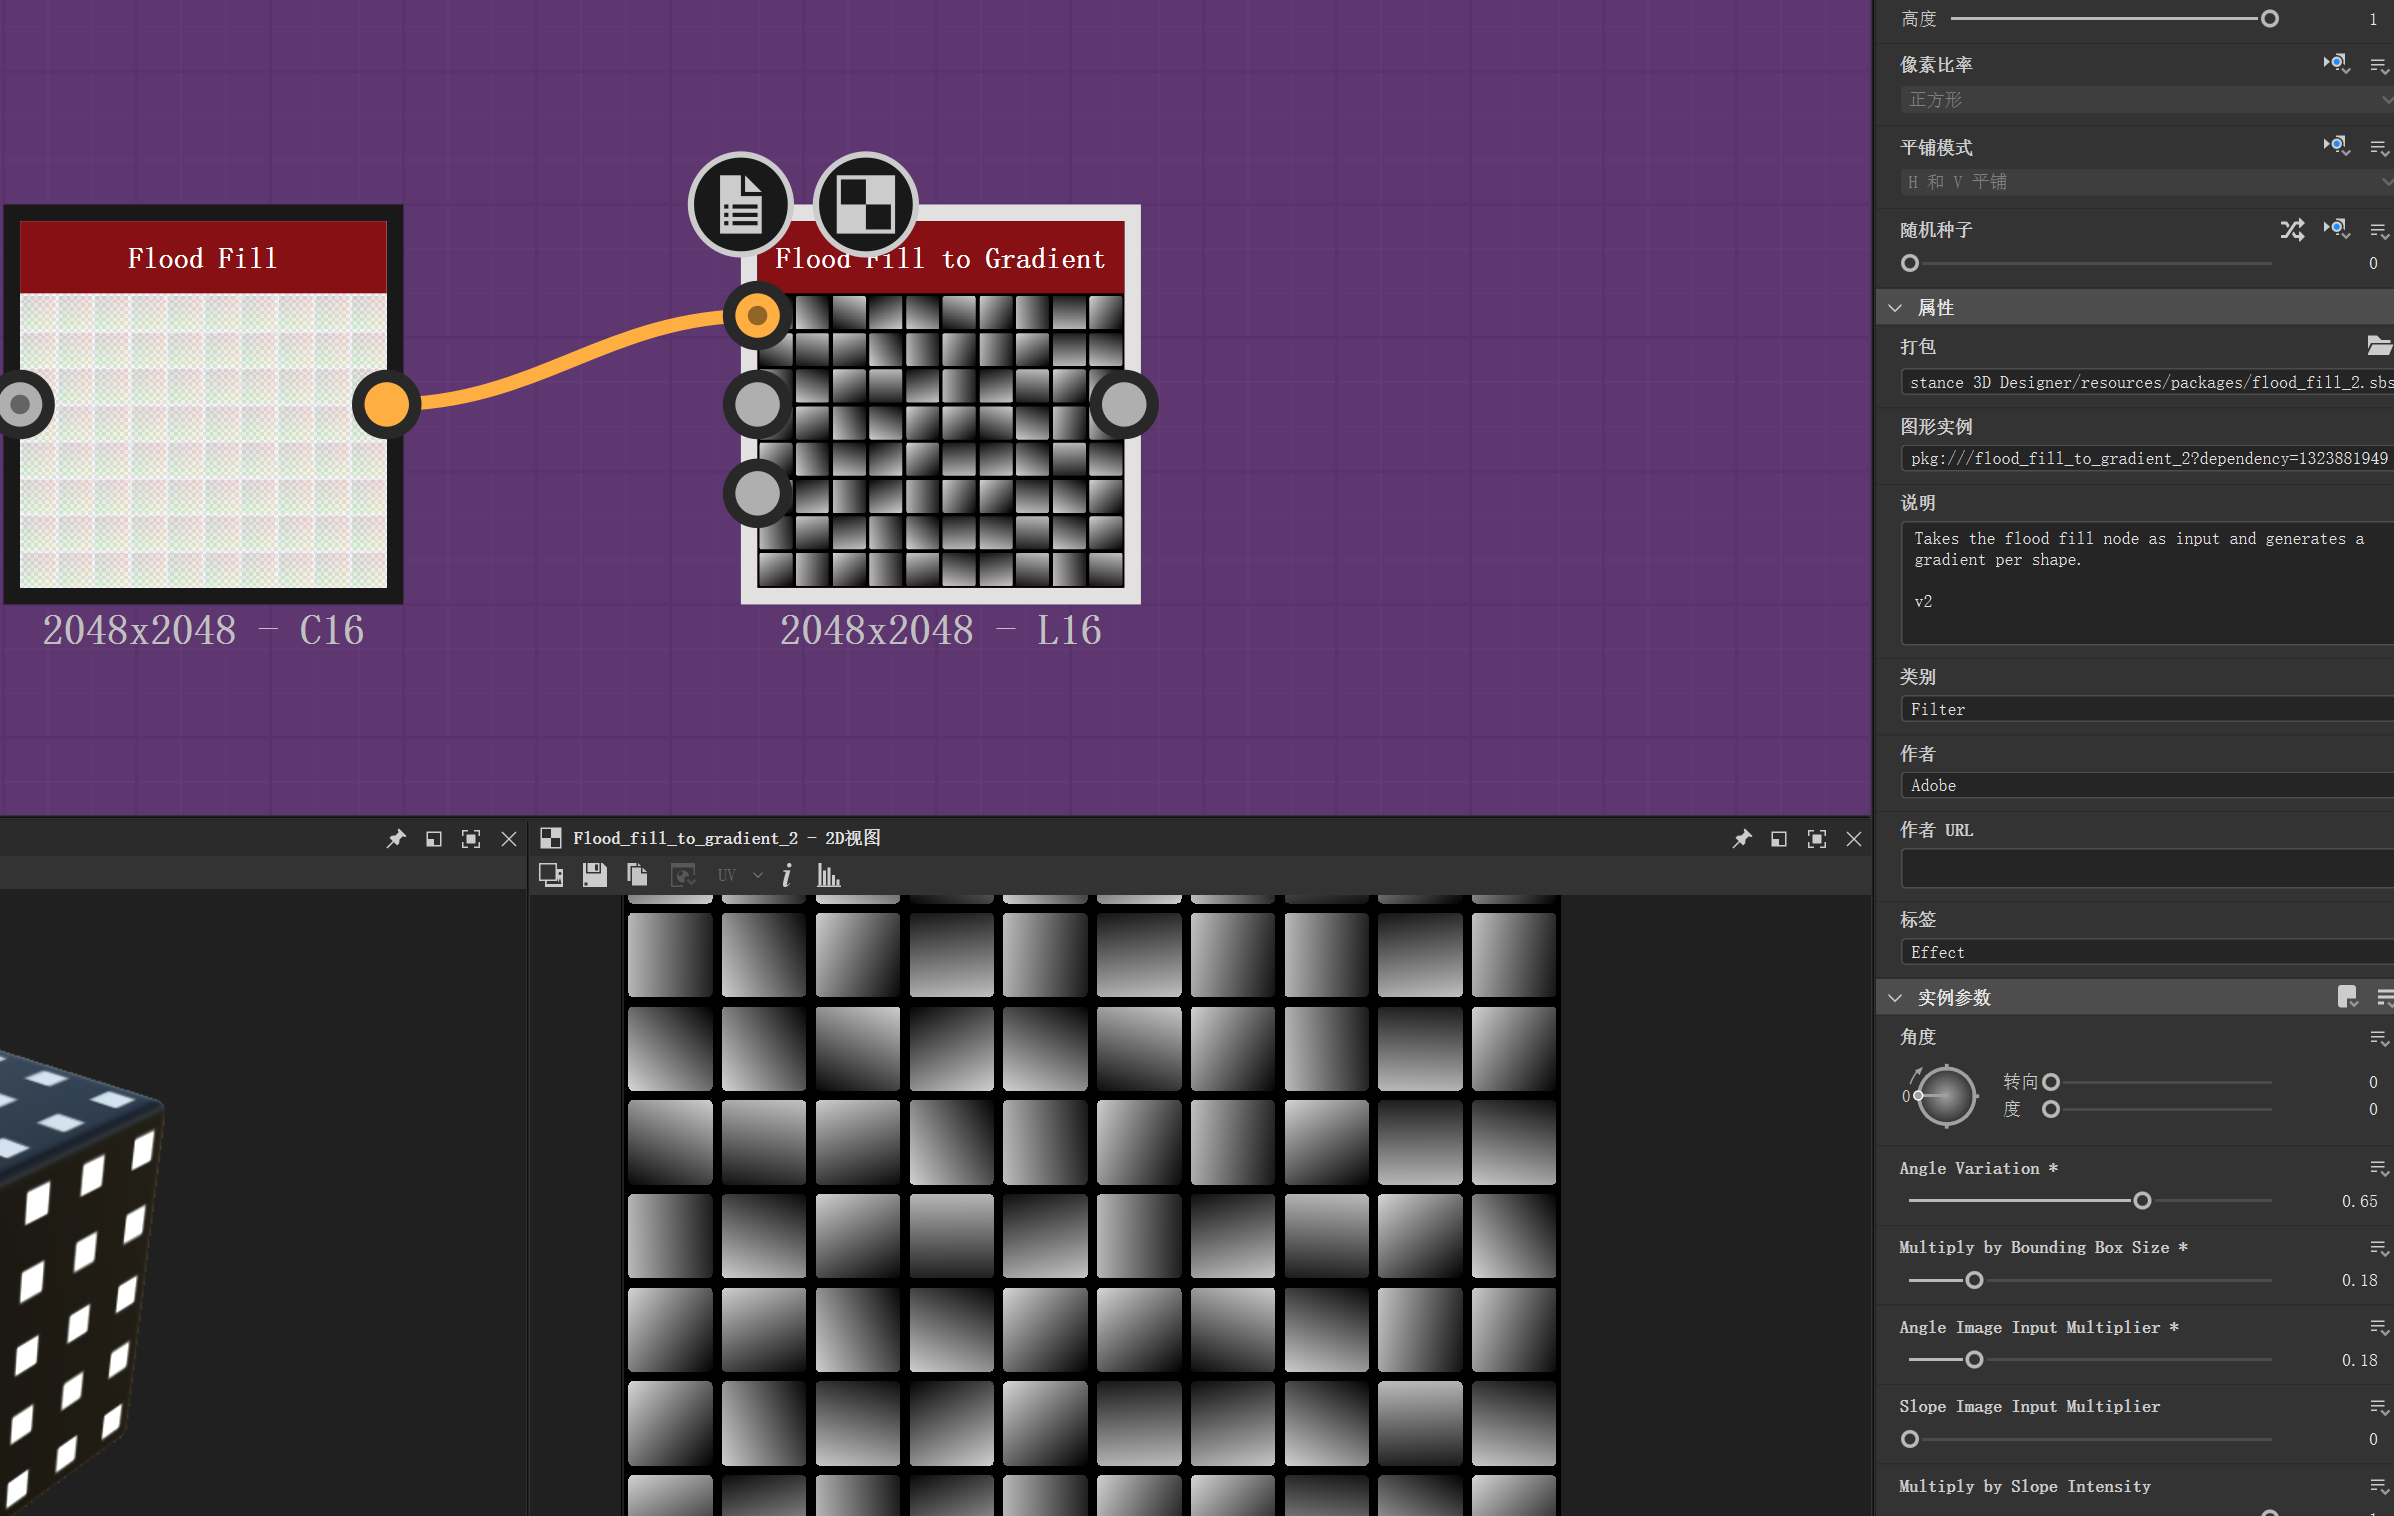 Flood Fill
2048x2048 - C16
Flood Fill to Gradient
2048x2048 - L16
Flood_fill_to_gradient_2 - 2D视图
UV
高度 1
像素比率
正方形
平铺模式
H 和 V 平铺
随机种子
0
属性
打包
stance 3D Designer/resources/packages/flood_fill_2.sbs
图形实例
pkg:///flood_fill_to_gradient_2?dependency=1323881949
说明
Takes the flood fill node as input and generates a
gradient per shape.
v2
类别
Filter
作者
Adobe
作者 URL
标签
Effect
实例参数
角度
0 转向 0
度 0
Angle Variation *
0.65
Multiply by Bounding Box Size *
0.18
Angle Image Input Multiplier *
0.18
Slope Image Input Multiplier
0
Multiply by Slope Intensity